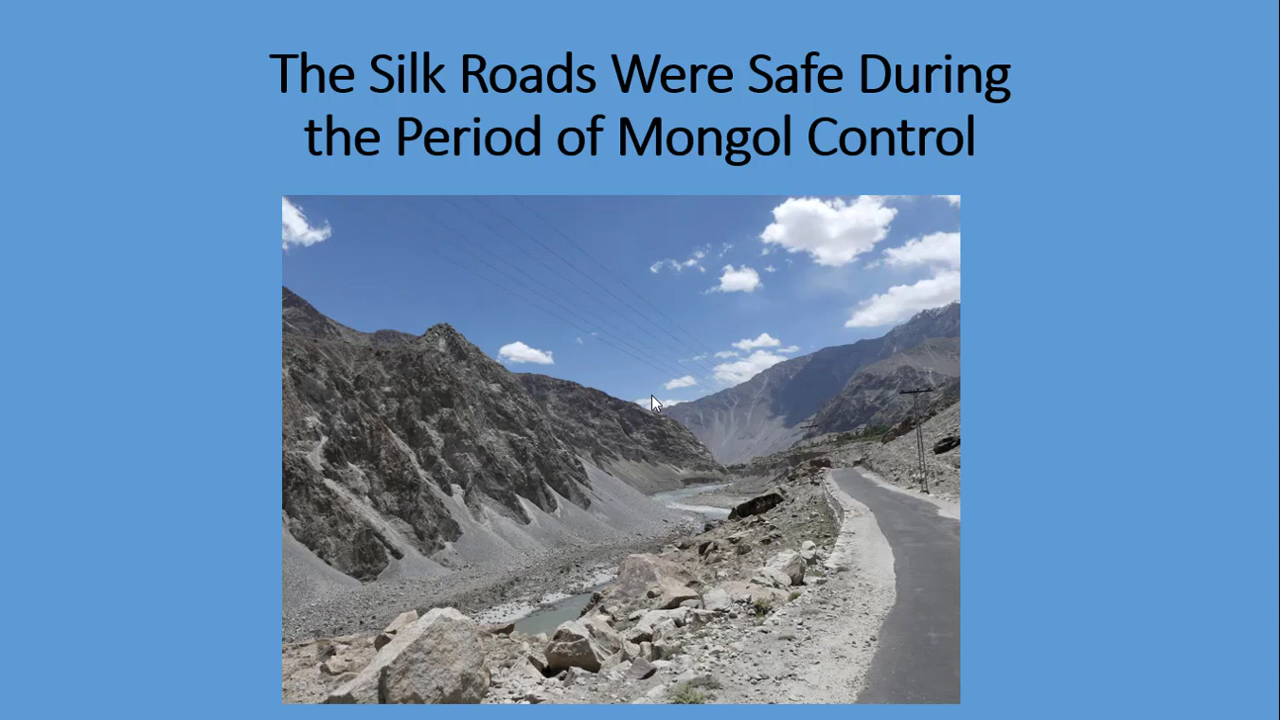 The Silk Roads Were Safe During
the Period of Mongol Control